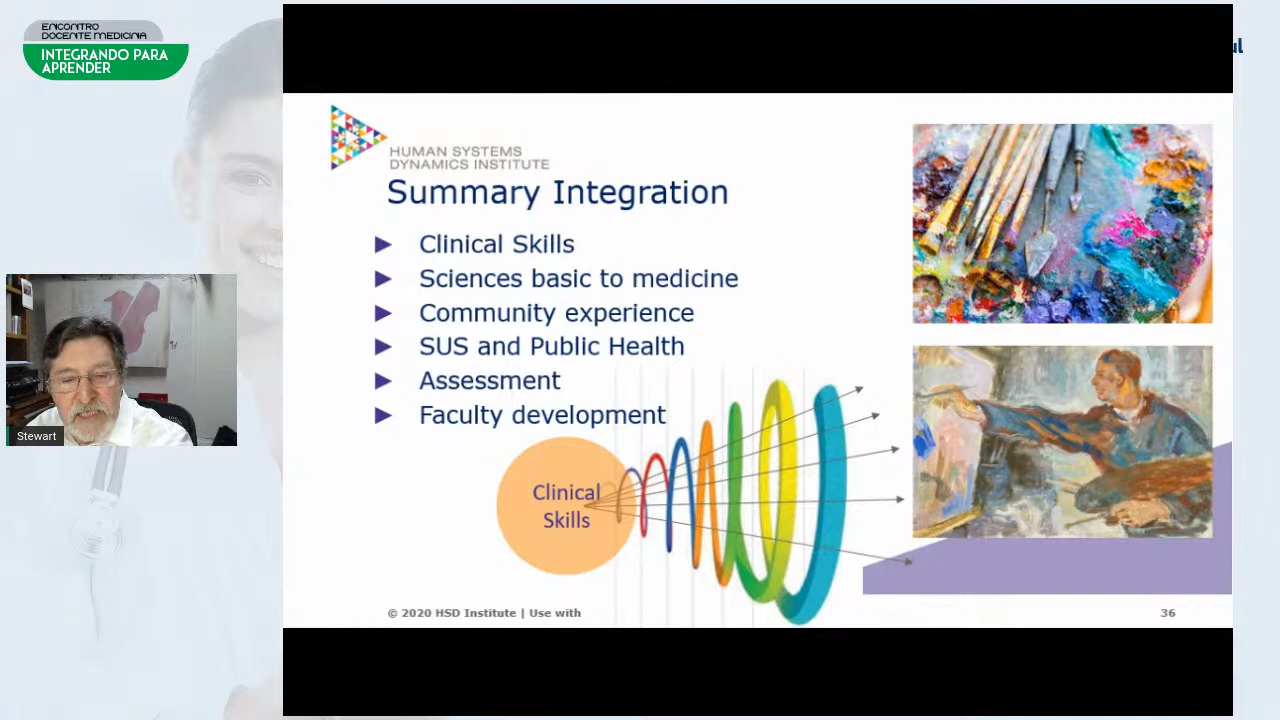 ENCONTRO
DOCENTE MEDICINA
INTEGRANDO PARA
APRENDER
ul
HUMAN SYSTEMS
DYNAMICS INSTITUTE
Summary Integration
► Clinical Skills
► Sciences basic to medicine
► Community experience
► SUS and Public Health
► Assessment
► Faculty development
Clinical
Skills
Stewart
© 2020 HSD Institute | Use with
36